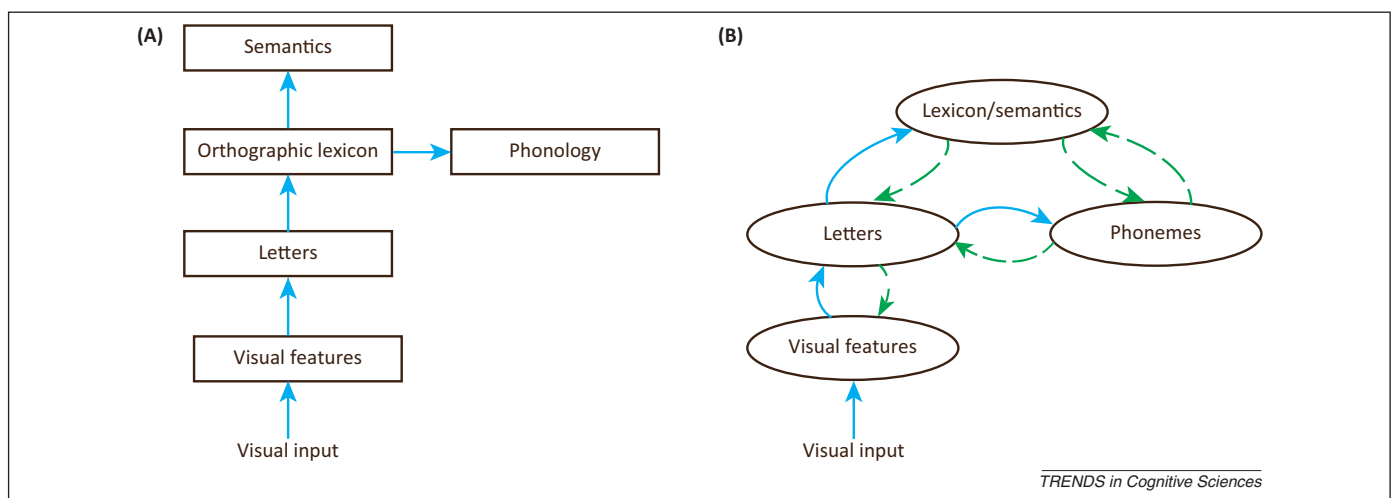 (A)
Semantics
Orthographic lexicon
Phonology
Letters
Visual features
Visual input
(B)
Lexicon/semantics
Letters
Phonemes
Visual features
Visual input
TRENDS in Cognitive Sciences